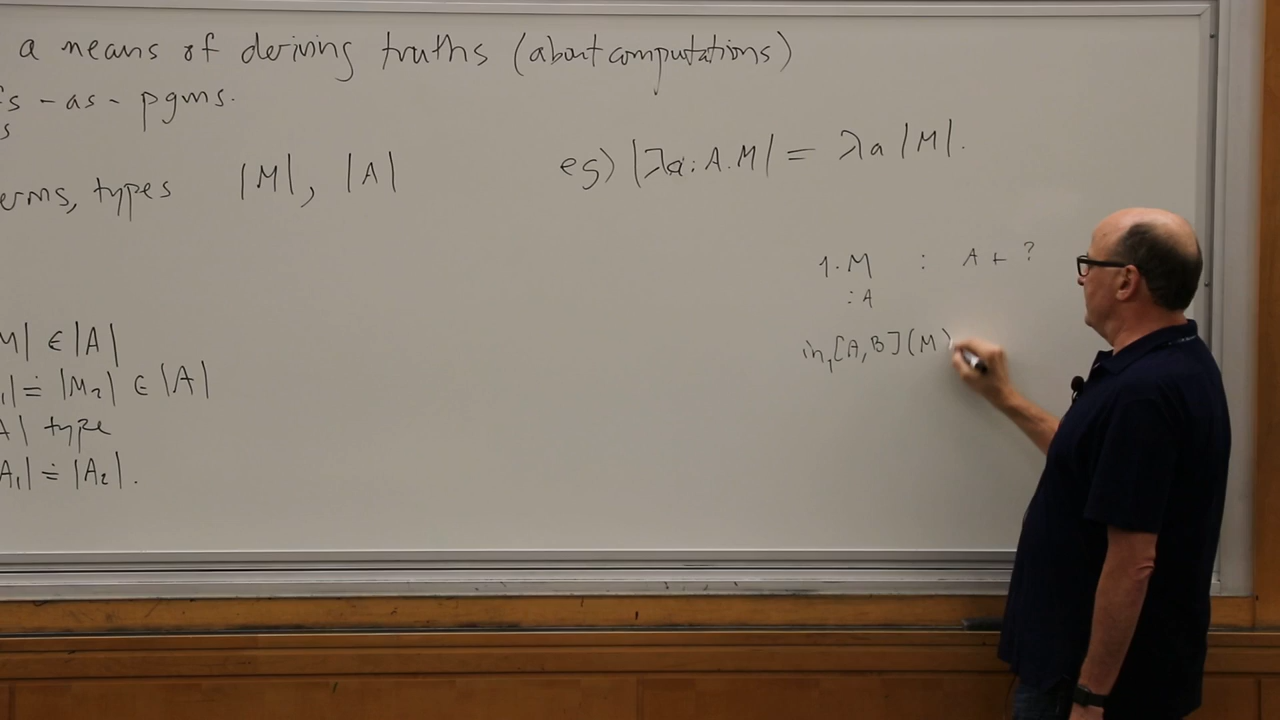 a means of deriving truths (about computations)
fs - as - pgms.
s
erms, types |M|, |A|
eg) |λa:A.M| = λa |M|.
1·M : A + ?
:A
in₁[A,B](M)
M| ∈ |A|
₁| ≐ |M₂| ∈ |A|
A| type
A₁| ≐ |A₂|.